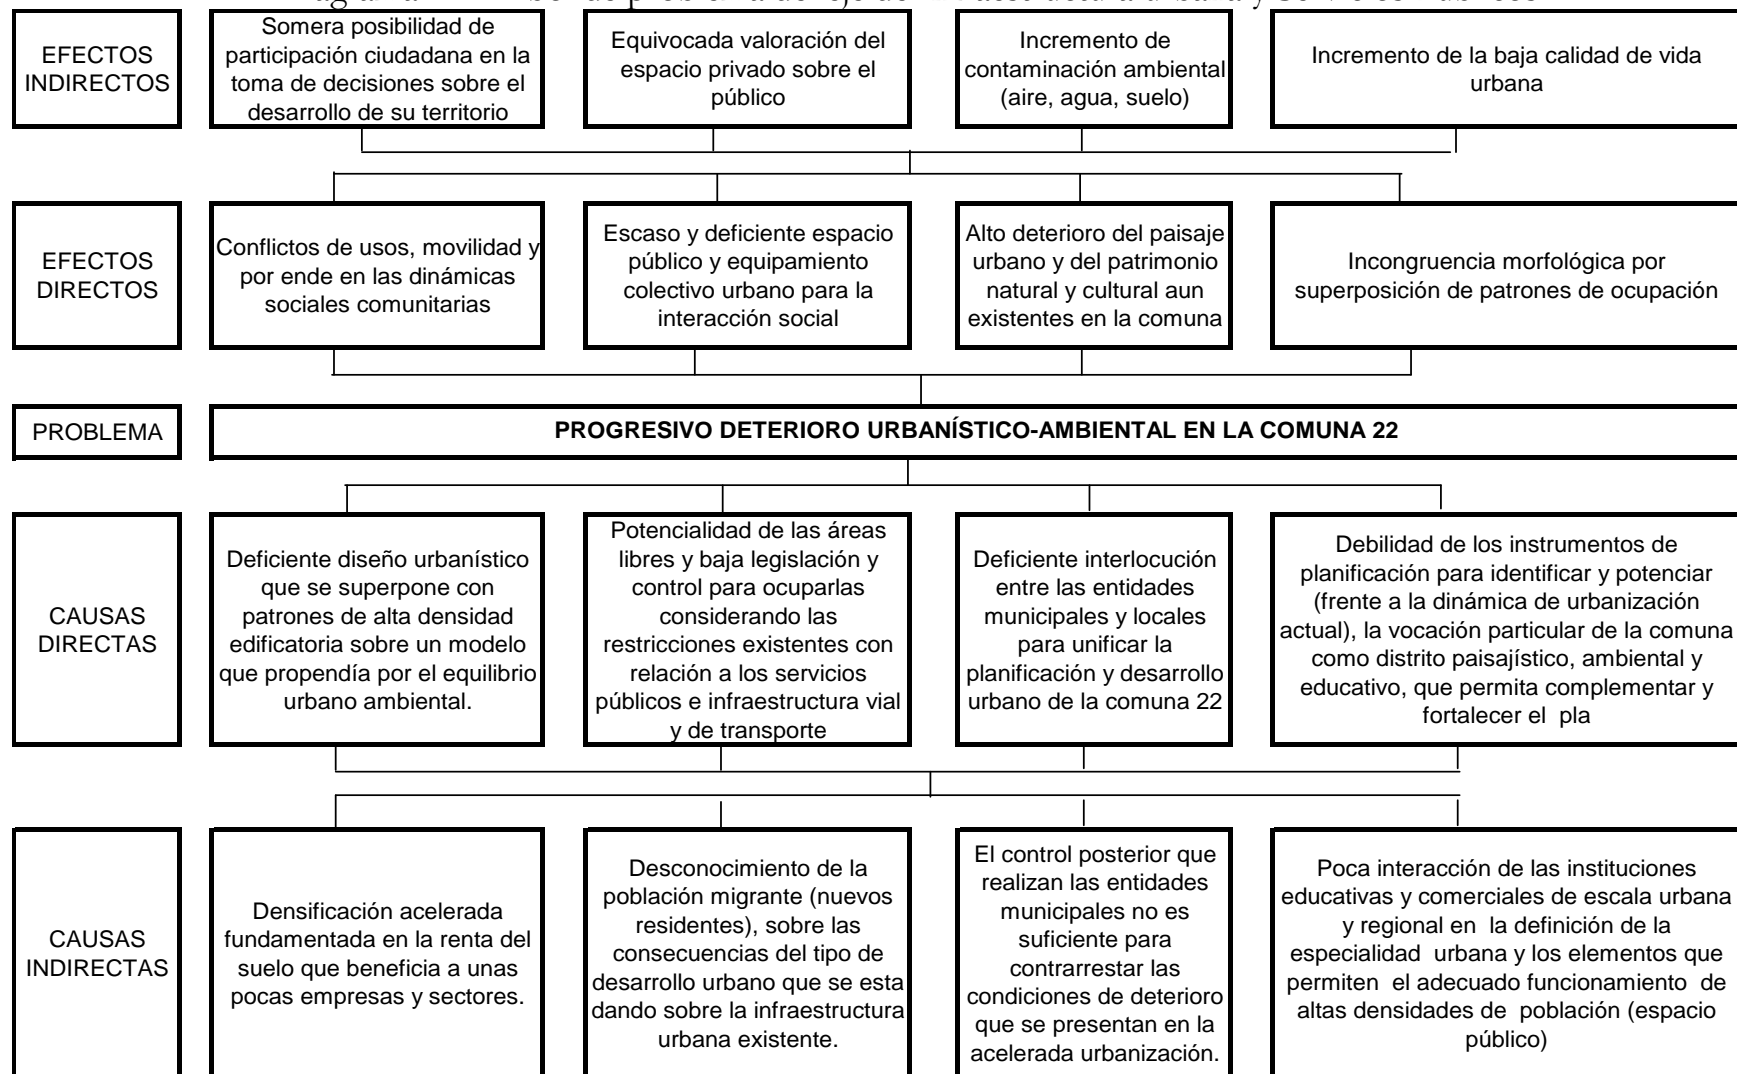 EFECTOS
INDIRECTOS
Somera posibilidad de
participación ciudadana en la
toma de decisiones sobre el
desarrollo de su territorio
Equivocada valoración del
espacio privado sobre el
público
Incremento de
contaminación ambiental
(aire, agua, suelo)
Incremento de la baja calidad de vida
urbana
EFECTOS
DIRECTOS
Conflictos de usos, movilidad y
por ende en las dinámicas
sociales comunitarias
Escaso y deficiente espacio
público y equipamiento
colectivo urbano para la
interacción social
Alto deterioro del paisaje
urbano y del patrimonio
natural y cultural aun
existentes en la comuna
Incongruencia morfológica por
superposición de patrones de ocupación
PROBLEMA
PROGRESIVO DETERIORO URBANÍSTICO-AMBIENTAL EN LA COMUNA 22
CAUSAS
DIRECTAS
Deficiente diseño urbanístico
que se superpone con
patrones de alta densidad
edificatoria sobre un modelo
que propendía por el equilibrio
urbano ambiental.
Potencialidad de las áreas
libres y baja legislación y
control para ocuparlas
considerando las
restricciones existentes con
relación a los servicios
públicos e infraestructura vial
y de transporte
Deficiente interlocución
entre las entidades
municipales y locales
para unificar la
planificación y desarrollo
urbano de la comuna 22
Debilidad de los instrumentos de
planificación para identificar y potenciar
(frente a la dinámica de urbanización
actual), la vocación particular de la comuna
como distrito paisajístico, ambiental y
educativo, que permita complementar y
fortalecer el pla
CAUSAS
INDIRECTAS
Densificación acelerada
fundamentada en la renta del
suelo que beneficia a unas
pocas empresas y sectores.
Desconocimiento de la
población migrante (nuevos
residentes), sobre las
consecuencias del tipo de
desarrollo urbano que se esta
dando sobre la infraestructura
urbana existente.
El control posterior que
realizan las entidades
municipales no es
suficiente para
contrarrestar las
condiciones de deterioro
que se presentan en la
acelerada urbanización.
Poca interacción de las instituciones
educativas y comerciales de escala urbana
y regional en la definición de la
especialidad urbana y los elementos que
permiten el adecuado funcionamiento de
altas densidades de población (espacio
público)